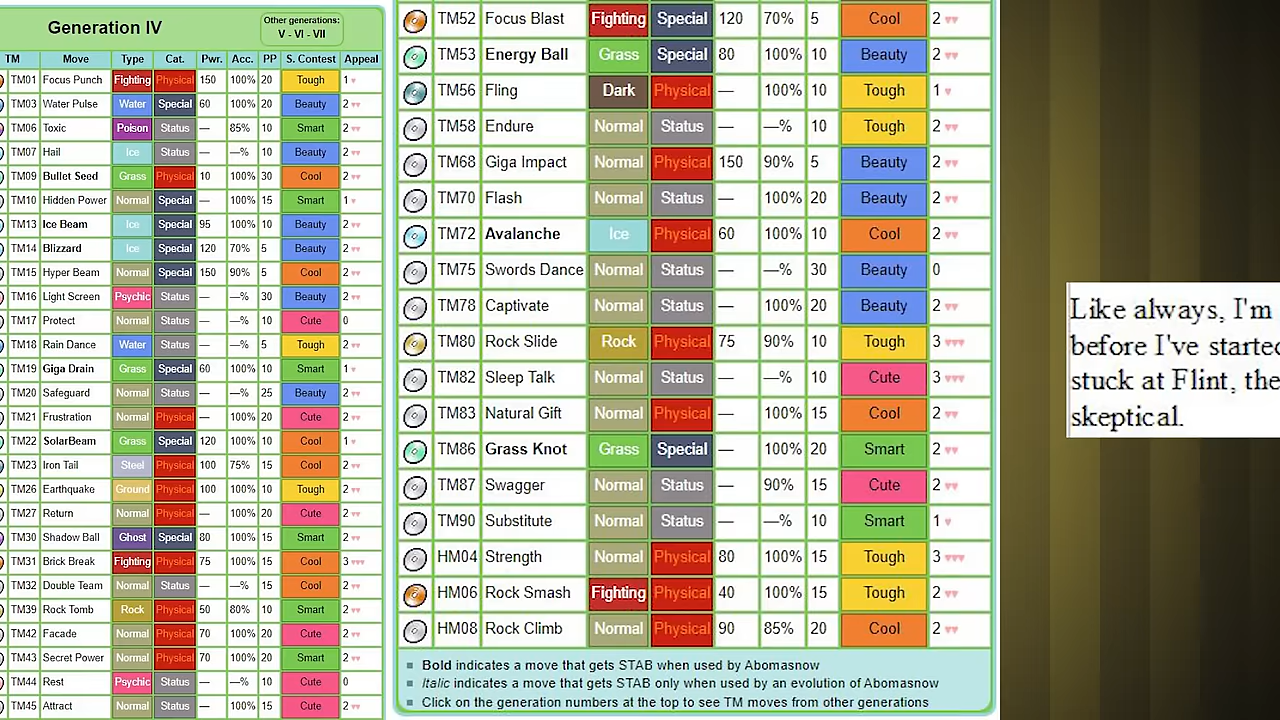 Generation IV
Other generations:
V - VI - VII
TM Move Type Cat. Pwr. Acc. PP S. Contest Appeal
TM01 Focus Punch Fighting Physical 150 100% 20 Tough 1
TM03 Water Pulse Water Special 60 100% 20 Beauty 2
TM06 Toxic Poison Status — 85% 10 Smart 2
TM07 Hail Ice Status — —% 10 Beauty 2
TM09 Bullet Seed Grass Physical 10 100% 30 Cool 2
TM10 Hidden Power Normal Special — 100% 15 Smart 1
TM13 Ice Beam Ice Special 95 100% 10 Beauty 2
TM14 Blizzard Ice Special 120 70% 5 Beauty 2
TM15 Hyper Beam Normal Special 150 90% 5 Cool 2
TM16 Light Screen Psychic Status — —% 30 Beauty 2
TM17 Protect Normal Status — —% 10 Cute 0
TM18 Rain Dance Water Status — —% 5 Tough 2
TM19 Giga Drain Grass Special 60 100% 10 Smart 1
TM20 Safeguard Normal Status — —% 25 Beauty 2
TM21 Frustration Normal Physical — 100% 20 Cute 2
TM22 SolarBeam Grass Special 120 100% 10 Cool 1
TM23 Iron Tail Steel Physical 100 75% 15 Cool 2
TM26 Earthquake Ground Physical 100 100% 10 Tough 2
TM27 Return Normal Physical — 100% 20 Cute 2
TM30 Shadow Ball Ghost Special 80 100% 15 Smart 2
TM31 Brick Break Fighting Physical 75 100% 15 Cool 3
TM32 Double Team Normal Status — —% 15 Cool 2
TM39 Rock Tomb Rock Physical 50 80% 10 Smart 2
TM42 Facade Normal Physical 70 100% 20 Cute 2
TM43 Secret Power Normal Physical 70 100% 20 Smart 2
TM44 Rest Psychic Status — —% 10 Cute 0
TM45 Attract Normal Status — 100% 15 Cute 2
TM52 Focus Blast Fighting Special 120 70% 5 Cool 2
TM53 Energy Ball Grass Special 80 100% 10 Beauty 2
TM56 Fling Dark Physical — 100% 10 Tough 1
TM58 Endure Normal Status — —% 10 Tough 2
TM68 Giga Impact Normal Physical 150 90% 5 Beauty 2
TM70 Flash Normal Status — 100% 20 Beauty 2
TM72 Avalanche Ice Physical 60 100% 10 Cool 2
TM75 Swords Dance Normal Status — —% 30 Beauty 0
TM78 Captivate Normal Status — 100% 20 Beauty 2
TM80 Rock Slide Rock Physical 75 90% 10 Tough 3
TM82 Sleep Talk Normal Status — —% 10 Cute 3
TM83 Natural Gift Normal Physical — 100% 15 Cool 2
TM86 Grass Knot Grass Special — 100% 20 Smart 2
TM87 Swagger Normal Status — 90% 15 Cute 2
TM90 Substitute Normal Status — —% 10 Smart 1
HM04 Strength Normal Physical 80 100% 15 Tough 3
HM06 Rock Smash Fighting Physical 40 100% 15 Tough 2
HM08 Rock Climb Normal Physical 90 85% 20 Cool 2
Bold indicates a move that gets STAB when used by Abomasnow
Italic indicates a move that gets STAB only when used by an evolution of Abomasnow
Click on the generation numbers at the top to see TM moves from other generations
Like always, I'm
before I've started
stuck at Flint, the
skeptical.